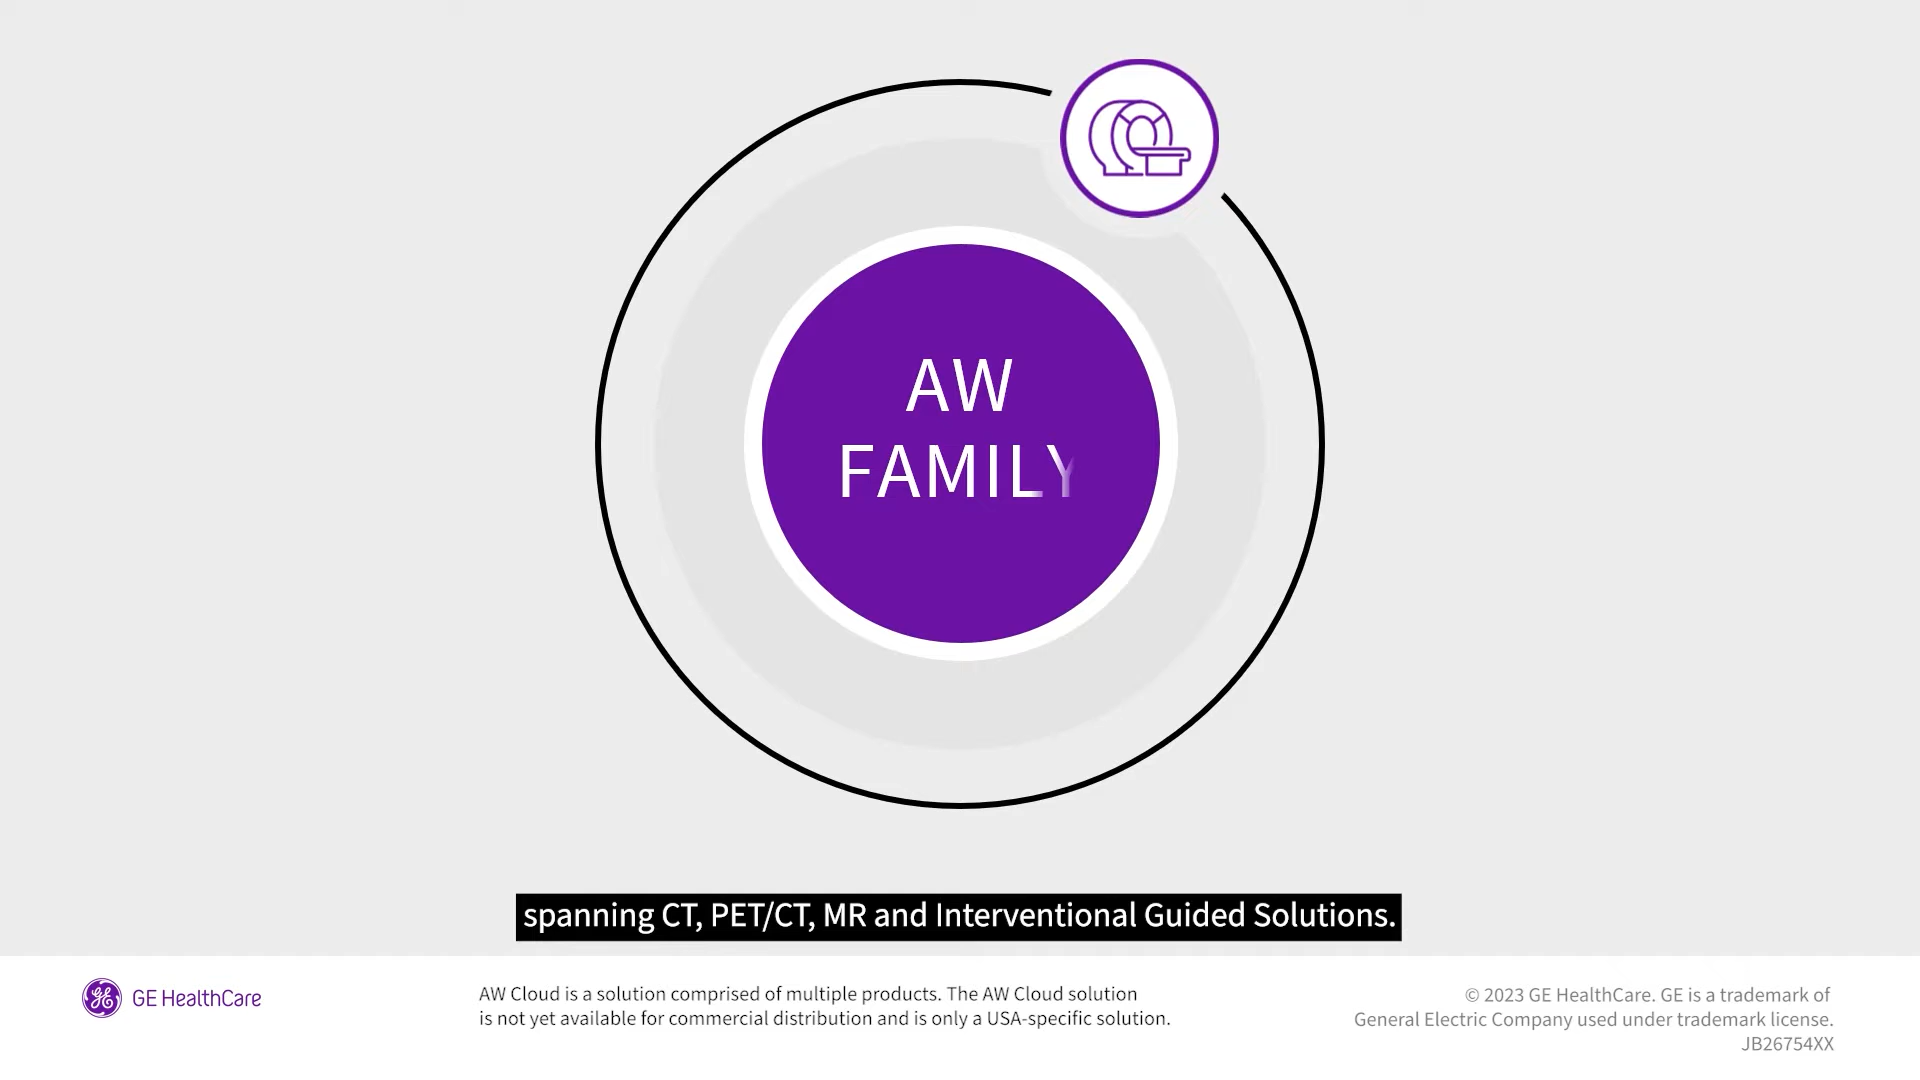 AW
FAMILY
spanning CT, PET/CT, MR and Interventional Guided Solutions.
GE HealthCare
AW Cloud is a solution comprised of multiple products. The AW Cloud solution
is not yet available for commercial distribution and is only a USA-specific solution.
© 2023 GE HealthCare. GE is a trademark of
General Electric Company used under trademark license.
JB26754XX